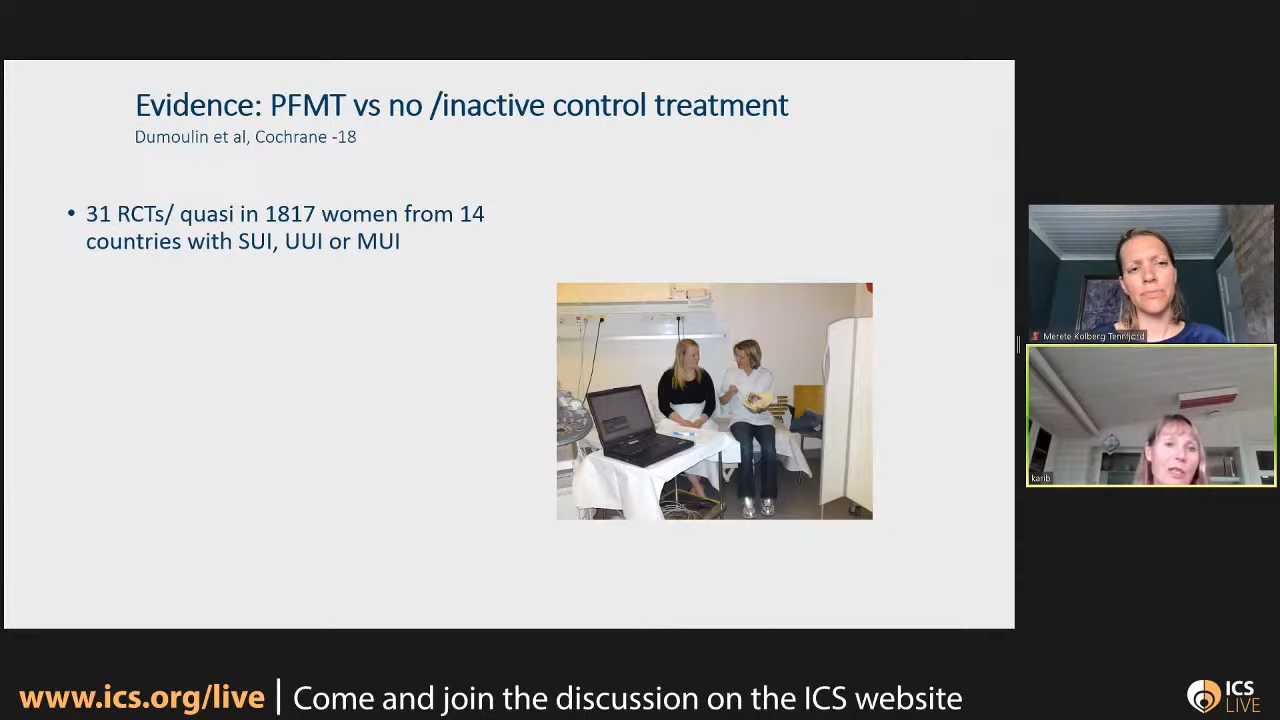 Evidence: PFMT vs no /inactive control treatment
Dumoulin et al, Cochrane -18
• 31 RCTs/ quasi in 1817 women from 14
countries with SUI, UUI or MUI
Merete Kolberg Tennfjord
karib
www.ics.org/live | Come and join the discussion on the ICS website
ICS
LIVE